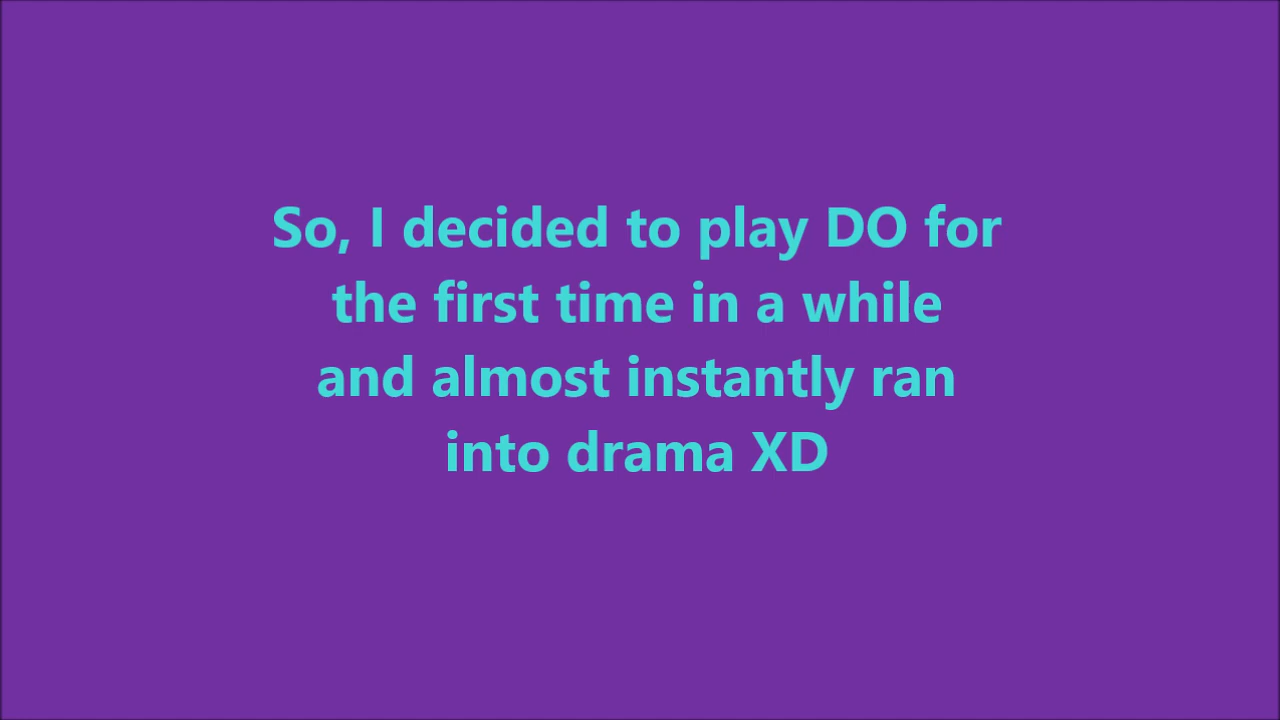 So, I decided to play DO for
the first time in a while
and almost instantly ran
into drama XD